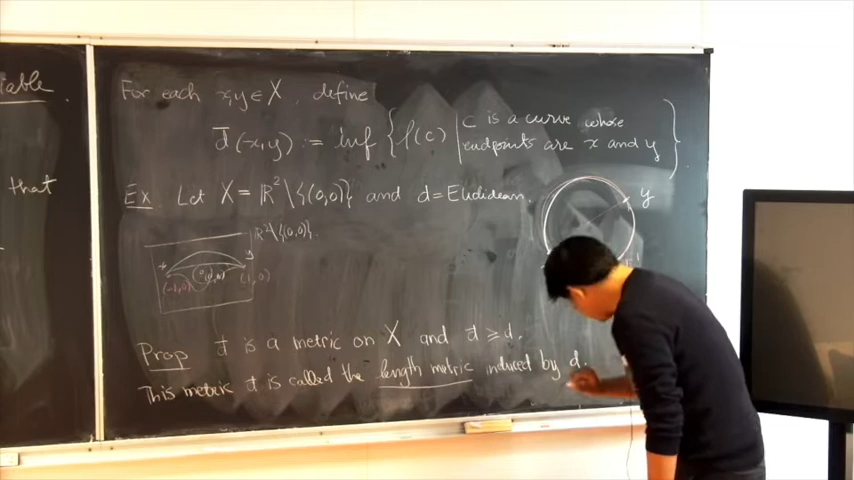 iable
that
For each x,y ∈ X, define
d̄(x,y) := inf { l(c) | c is a curve whose
endpoints are x and y }.
Ex. Let X = ℝ² \ {(0,0)} and d = Euclidean.
y
ℝ² \ {(0,0)}.
x y
(0,0)
(-1,0) (1,0)
Prop d̄ is a metric on X and d̄ ≥ d.
This metric d̄ is called the length metric induced by d.